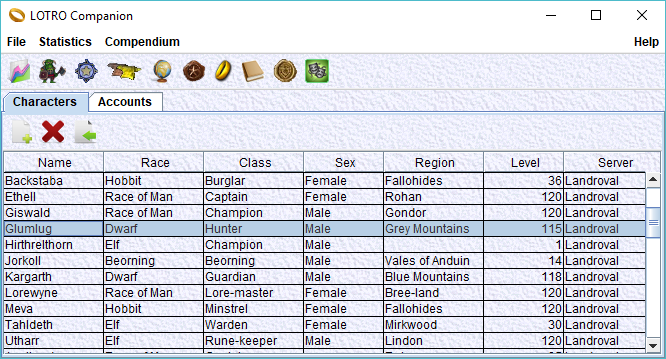 LOTRO Companion
File Statistics Compendium Help
Characters Accounts
Name Race Class Sex Region Level Server
Backstaba Hobbit Burglar Female Fallohides 36 Landroval
Ethell Race of Man Captain Female Rohan 120 Landroval
Giswald Race of Man Champion Male Gondor 120 Landroval
Glumlug Dwarf Hunter Male Grey Mountains 115 Landroval
Hirthrelthorn Elf Champion Male 1 Landroval
Jorkoll Beorning Beorning Male Vales of Anduin 14 Landroval
Kargarth Dwarf Guardian Male Blue Mountains 118 Landroval
Lorewyne Race of Man Lore-master Female Bree-land 120 Landroval
Meva Hobbit Minstrel Female Fallohides 120 Landroval
Tahldeth Elf Warden Female Mirkwood 30 Landroval
Utharr Elf Rune-keeper Male Lindon 120 Landroval